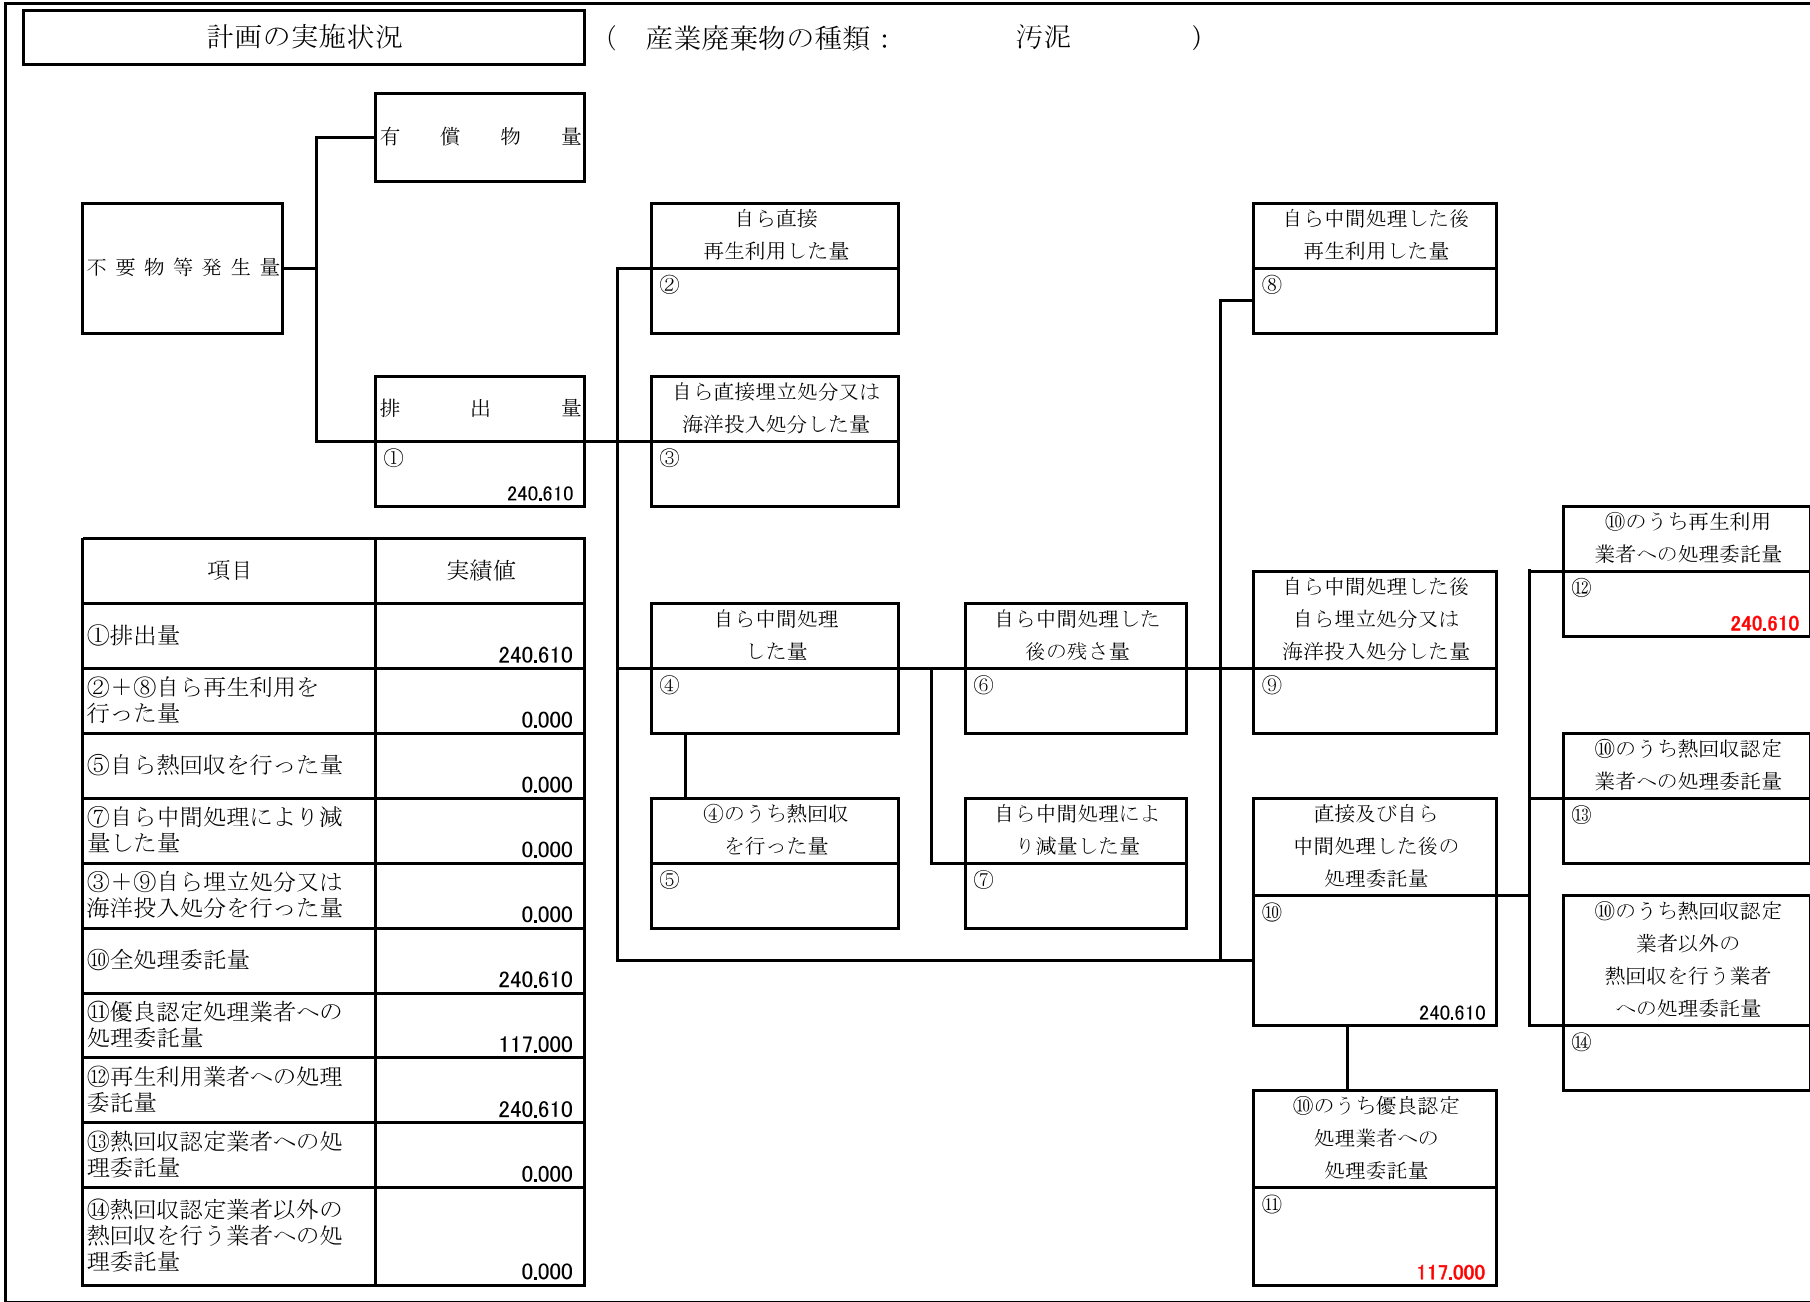 計画の実施状況
（　産業廃棄物の種類：　汚泥　）
有　償　物　量
不要物等発生量
自ら直接
再生利用した量
②
自ら中間処理した後
再生利用した量
⑧
排　出　量
①
240.610
自ら直接埋立処分又は
海洋投入処分した量
③
項目　実績値
①排出量
240.610
②＋⑧自ら再生利用を
行った量
0.000
⑤自ら熱回収を行った量
0.000
⑦自ら中間処理により減
量した量
0.000
③＋⑨自ら埋立処分又は
海洋投入処分を行った量
0.000
⑩全処理委託量
240.610
⑪優良認定処理業者への
処理委託量
117.000
⑫再生利用業者への処理
委託量
240.610
⑬熱回収認定業者への処
理委託量
0.000
⑭熱回収認定業者以外の
熱回収を行う業者への処
理委託量
0.000
自ら中間処理
した量
④
④のうち熱回収
を行った量
⑤
自ら中間処理した
後の残さ量
⑥
自ら中間処理によ
り減量した量
⑦
自ら中間処理した後
自ら埋立処分又は
海洋投入処分した量
⑨
直接及び自ら
中間処理した後の
処理委託量
⑩
240.610
⑩のうち優良認定
処理業者への
処理委託量
⑪
117.000
⑩のうち再生利用
業者への処理委託量
⑫
240.610
⑩のうち熱回収認定
業者への処理委託量
⑬
⑩のうち熱回収認定
業者以外の
熱回収を行う業者
への処理委託量
⑭